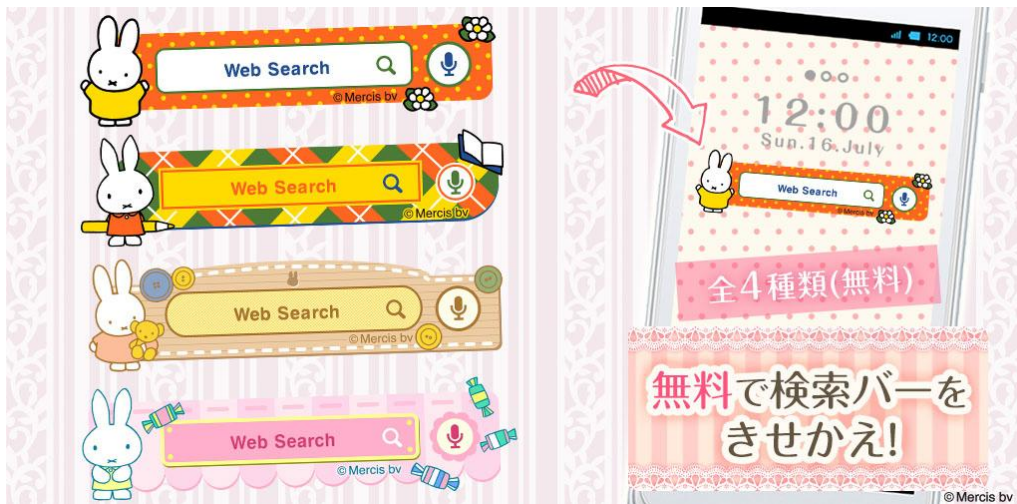 Web Search
© Mercis bv
Web Search
© Mercis bv
Web Search
© Mercis bv
Web Search
© Mercis bv
12:00
12:00
Sun.16.July
Web Search
© Mercis bv
全4種類(無料)
無料で検索バーを
きせかえ!
© Mercis bv